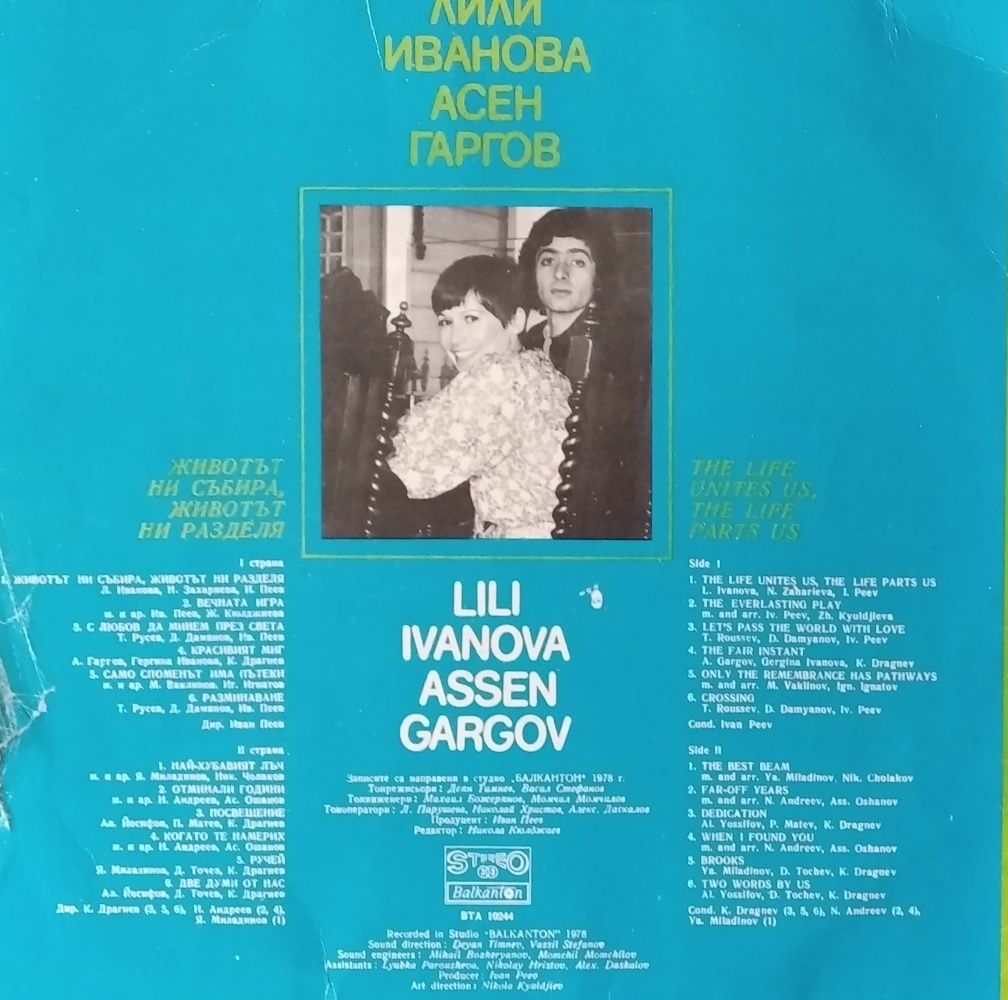 ЛИЛИ
ИВАНОВА
АСЕН
ГАРГОВ
ЖИВОТЪТ
НИ СЪБИРА,
ЖИВОТЪТ
НИ РАЗДЕЛЯ
I страна
1. ЖИВОТЪТ НИ СЪБИРА, ЖИВОТЪТ НИ РАЗДЕЛЯ
Л. Иванова, Н. Захариева, И. Пеев
2. ВЕЧНАТА ИГРА
м. и ар. Ив. Пеев, Ж. Кюлджиева
3. С ЛЮБОВ ДА МИНЕМ ПРЕЗ СВЕТА
Т. Русев, Д. Дамянов, Ив. Пеев
4. КРАСИВИЯТ МИГ
А. Гаргов, Гергина Иванова, К. Драгнев
5. САМО СПОМЕНЪТ ИМА ПЪТЕКИ
м. и ар. М. Ваклинов, Иг. Игнатов
6. РАЗМИНАВАНЕ
Т. Русев, Д. Дамянов, Ив. Пеев
Дир. Иван Пеев
II страна
1. НАЙ-ХУБАВИЯТ ЛЪЧ
м. и ар. Я. Миладинов, Ник. Чолаков
2. ОТМИНАЛИ ГОДИНИ
м. и ар. Н. Андреев, Ас. Ошанов
3. ПОСВЕЩЕНИЕ
Ал. Йосифов, П. Матев, К. Драгнев
4. КОГАТО ТЕ НАМЕРИХ
м. и ар. Н. Андреев, Ас. Ошанов
5. РУЧЕЙ
Я. Миладинов, Д. Точев, К. Драгнев
6. ДВЕ ДУМИ ОТ НАС
Ал. Йосифов, Д. Точев, К. Драгнев
Дир. К. Драгнев (3, 5, 6), Н. Андреев (2, 4),
Я. Миладинов (1)
LILI
IVANOVA
ASSEN
GARGOV
Записите са направени в студио „БАЛКАНТОН" 1978 г.
Тонрежисьори: Деян Тимнев, Васил Стефанов
Тонинженери: Михаил Божерянов, Момчил Момчилов
Тоноператори: Л. Парушева, Николай Христов, Алекс. Даскалов
Продуцент: Иван Пеев
Редактор: Никола Кюлджиев
STEREO
33
Balkanton
ВТА 10244
Recorded in Studio "BALKANTON" 1978
Sound direction: Deyan Timnev, Vassil Stefanov
Sound engineers: Mihail Bozheryanov, Momchil Momchilov
Assistants: Lyubka Parousheva, Nikolay Hristov, Alex. Daskalov
Producer: Ivan Peev
Art direction: Nikola Kyuldjiev
THE LIFE
UNITES US,
THE LIFE
PARTS US
Side I
1. THE LIFE UNITES US, THE LIFE PARTS US
L. Ivanova, N. Zaharieva, I. Peev
2. THE EVERLASTING PLAY
m. and arr. Iv. Peev, Zh. Kyuldjieva
3. LET'S PASS THE WORLD WITH LOVE
T. Roussev, D. Damyanov, Iv. Peev
4. THE FAIR INSTANT
A. Gargov, Gergina Ivanova, K. Dragnev
5. ONLY THE REMEMBRANCE HAS PATHWAYS
m. and arr. M. Vaklinov, Ign. Ignatov
6. CROSSING
T. Roussev, D. Damyanov, Iv. Peev
Cond. Ivan Peev
Side II
1. THE BEST BEAM
m. and arr. Ya. Miladinov, Nik. Cholakov
2. FAR-OFF YEARS
m. and arr. N. Andreev, Ass. Oshanov
3. DEDICATION
Al. Yossifov, P. Matev, K. Dragnev
4. WHEN I FOUND YOU
m. and arr. N. Andreev, Ass. Oshanov
5. BROOKS
Ya. Miladinov, D. Tochev, K. Dragnev
6. TWO WORDS BY US
Al. Yossifov, D. Tochev, K. Dragnev
Cond. K. Dragnev (3, 5, 6), N. Andreev (2, 4),
Ya. Miladinov (1)